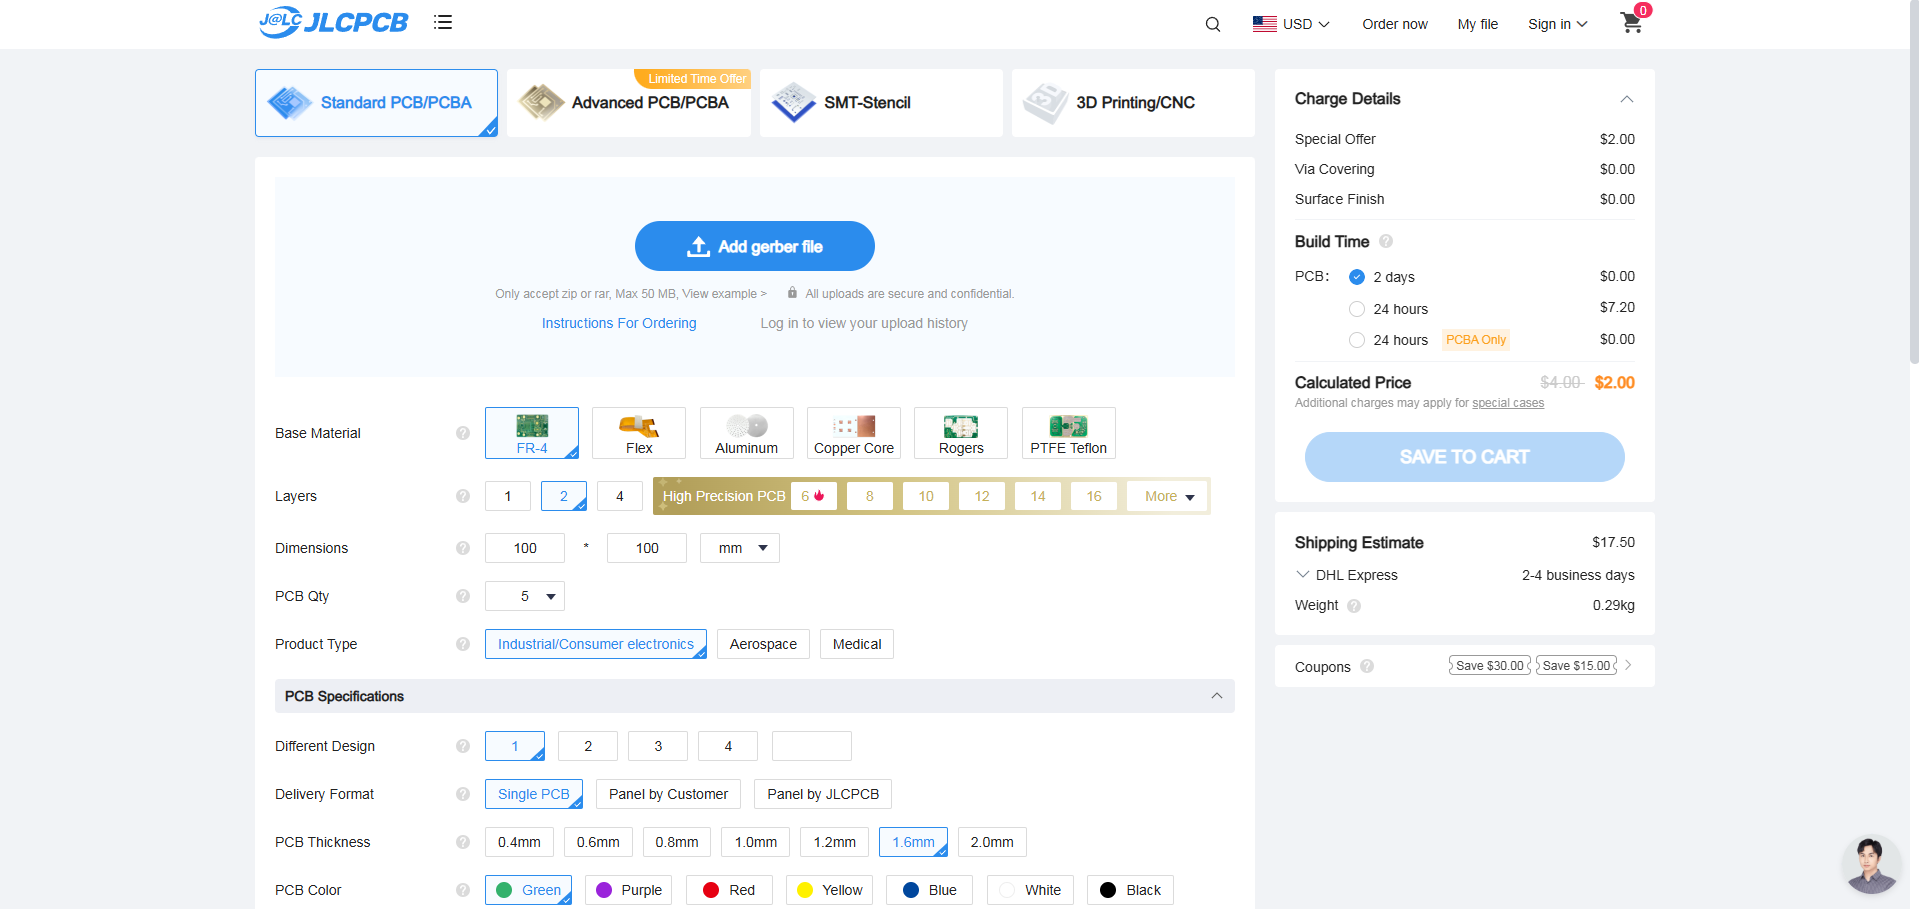 J@LC JLCPCB
USD
Order now
My file
Sign in
0
Standard PCB/PCBA
Limited Time Offer
Advanced PCB/PCBA
SMT-Stencil
3D
3D Printing/CNC
Add gerber file
Only accept zip or rar, Max 50 MB, View example >
All uploads are secure and confidential.
Instructions For Ordering
Log in to view your upload history
Base Material ?
FR-4
Flex
Aluminum
Copper Core
Rogers
PTFE Teflon
Layers ? 1 2 4 High Precision PCB 6 8 10 12 14 16 More
Dimensions ? 100 * 100 mm
PCB Qty ? 5
Product Type ? Industrial/Consumer electronics Aerospace Medical
PCB Specifications
Different Design ? 1 2 3 4
Delivery Format ? Single PCB Panel by Customer Panel by JLCPCB
PCB Thickness ? 0.4mm 0.6mm 0.8mm 1.0mm 1.2mm 1.6mm 2.0mm
PCB Color ? Green Purple Red Yellow Blue White Black
Charge Details
Special Offer $2.00
Via Covering $0.00
Surface Finish $0.00
Build Time ?
PCB: 2 days $0.00
24 hours $7.20
24 hours PCBA Only $0.00
Calculated Price $4.00 $2.00
Additional charges may apply for special cases
SAVE TO CART
Shipping Estimate $17.50
DHL Express 2-4 business days
Weight ? 0.29kg
Coupons ? Save $30.00 Save $15.00